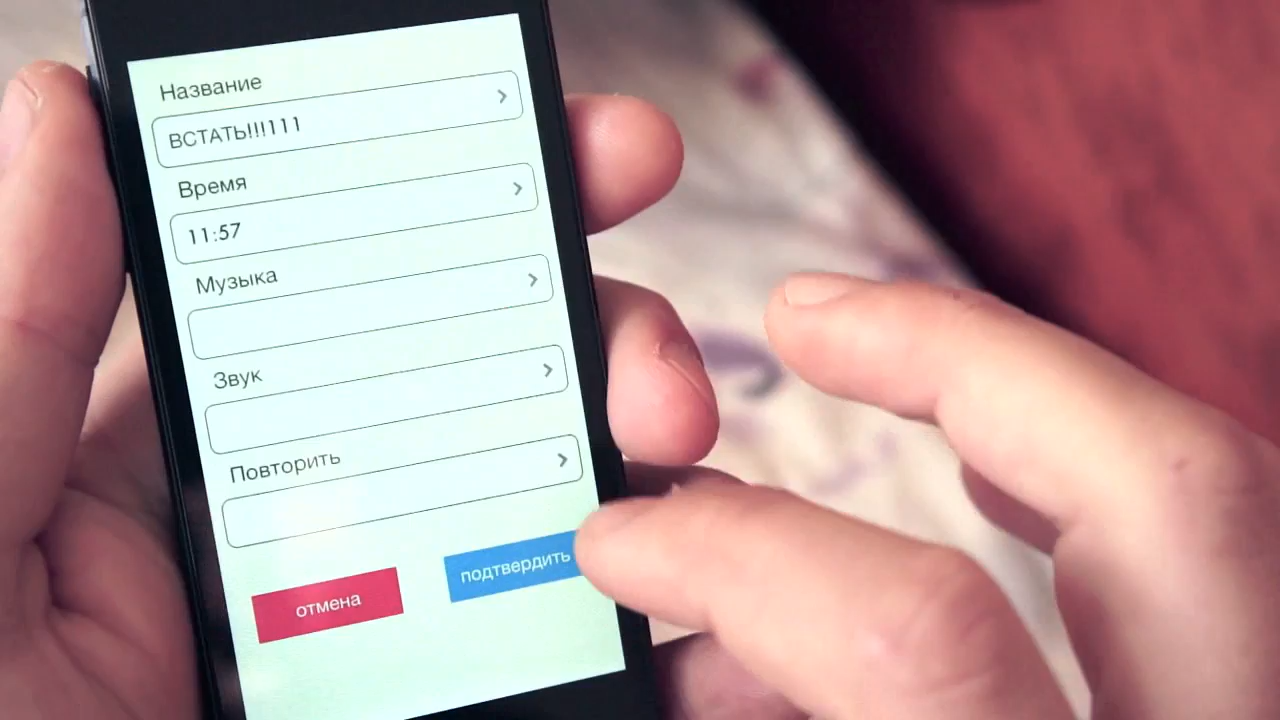 Название
ВСТАТЬ!!!111
Время
11:57
Музыка
Звук
Повторить
отмена
подтвердить